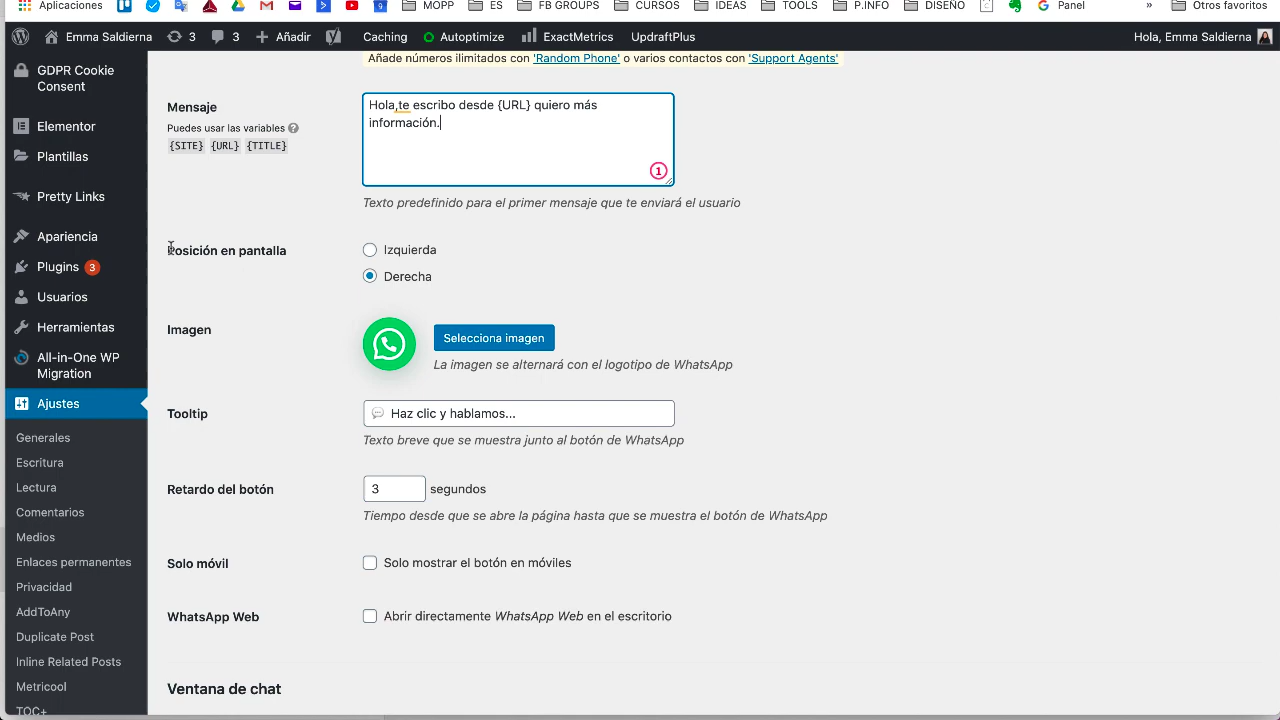 Aplicaciones MOPP ES FB GROUPS CURSOS IDEAS TOOLS P.INFO DISEÑO Panel » Otros favoritos
Emma Saldierna 3 3 Añadir Caching Autoptimize ExactMetrics UpdraftPlus Hola, Emma Saldierna
GDPR Cookie
Consent
Elementor
Plantillas
Pretty Links
Apariencia
Plugins 3
Usuarios
Herramientas
All-in-One WP
Migration
Ajustes
Generales
Escritura
Lectura
Comentarios
Medios
Enlaces permanentes
Privacidad
AddToAny
Duplicate Post
Inline Related Posts
Metricool
TOC+
Añade números ilimitados con 'Random Phone' o varios contactos con 'Support Agents'
Mensaje
Puedes usar las variables ?
{SITE} {URL} {TITLE}
Hola,te escribo desde {URL} quiero más
información.
1
Texto predefinido para el primer mensaje que te enviará el usuario
Posición en pantalla
Izquierda
Derecha
Imagen
Selecciona imagen
La imagen se alternará con el logotipo de WhatsApp
Tooltip
Haz clic y hablamos...
Texto breve que se muestra junto al botón de WhatsApp
Retardo del botón
3 segundos
Tiempo desde que se abre la página hasta que se muestra el botón de WhatsApp
Solo móvil
Solo mostrar el botón en móviles
WhatsApp Web
Abrir directamente WhatsApp Web en el escritorio
Ventana de chat